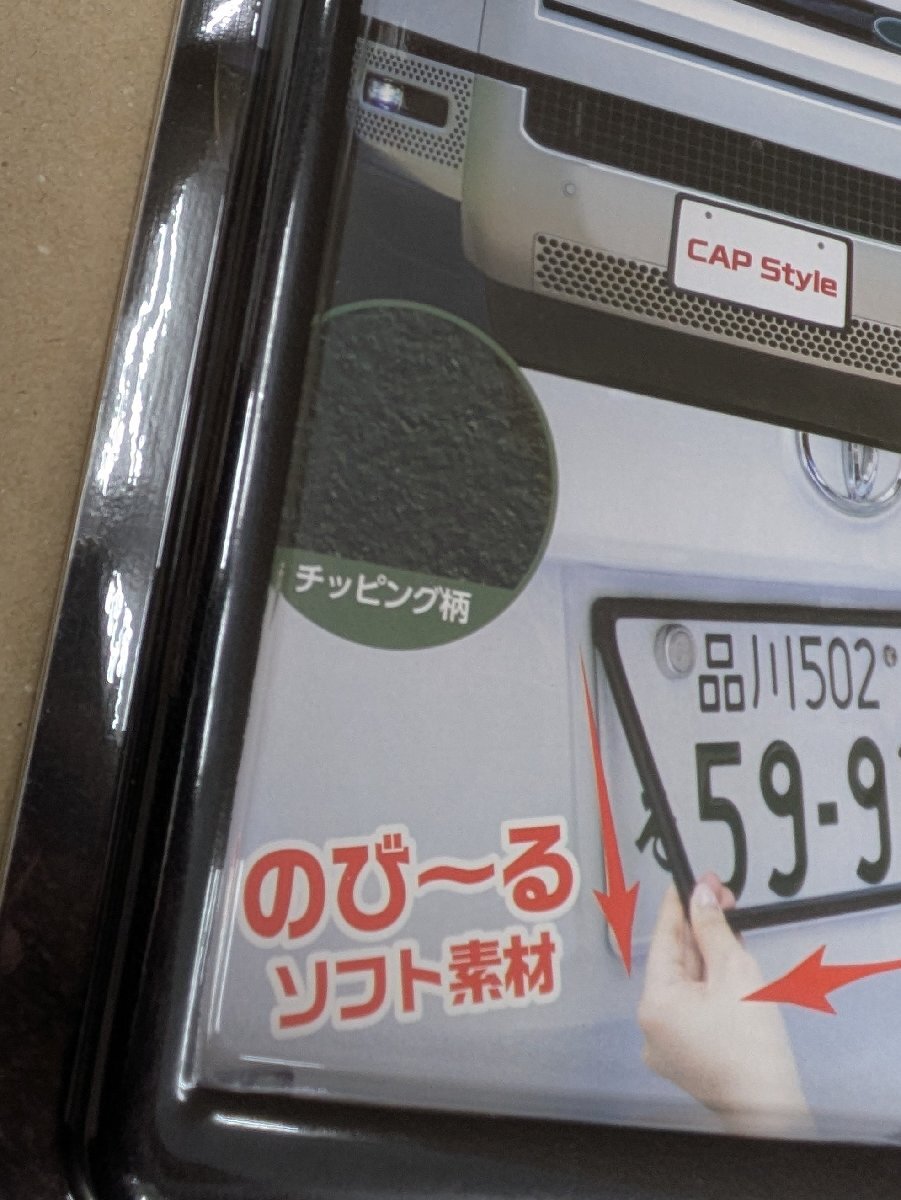 CAP Style
チッピング柄
品川502
59-9
のび～る
ソフト素材